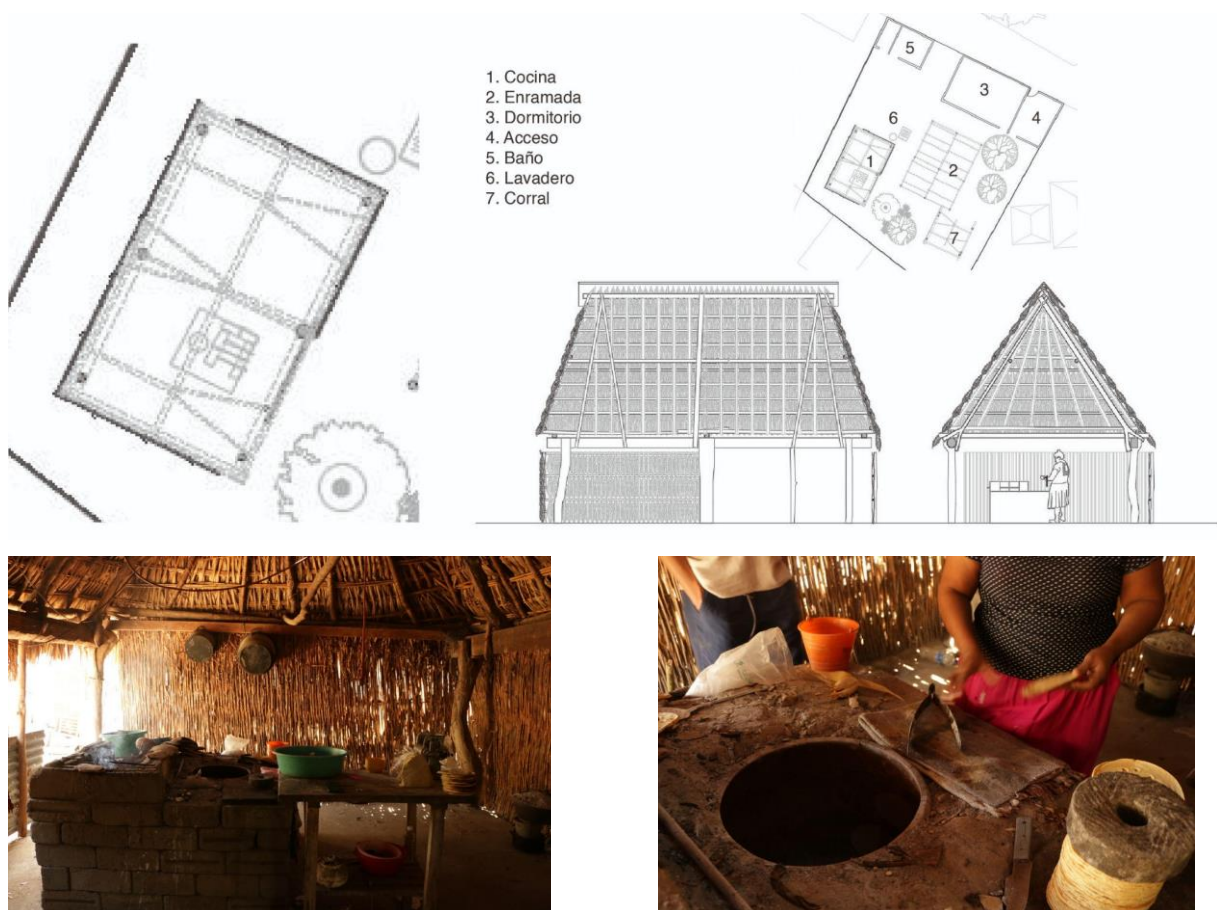 1. Cocina
2. Enramada
3. Dormitorio
4. Acceso
5. Baño
6. Lavadero
7. Corral
5
3
4
6
1
2
7